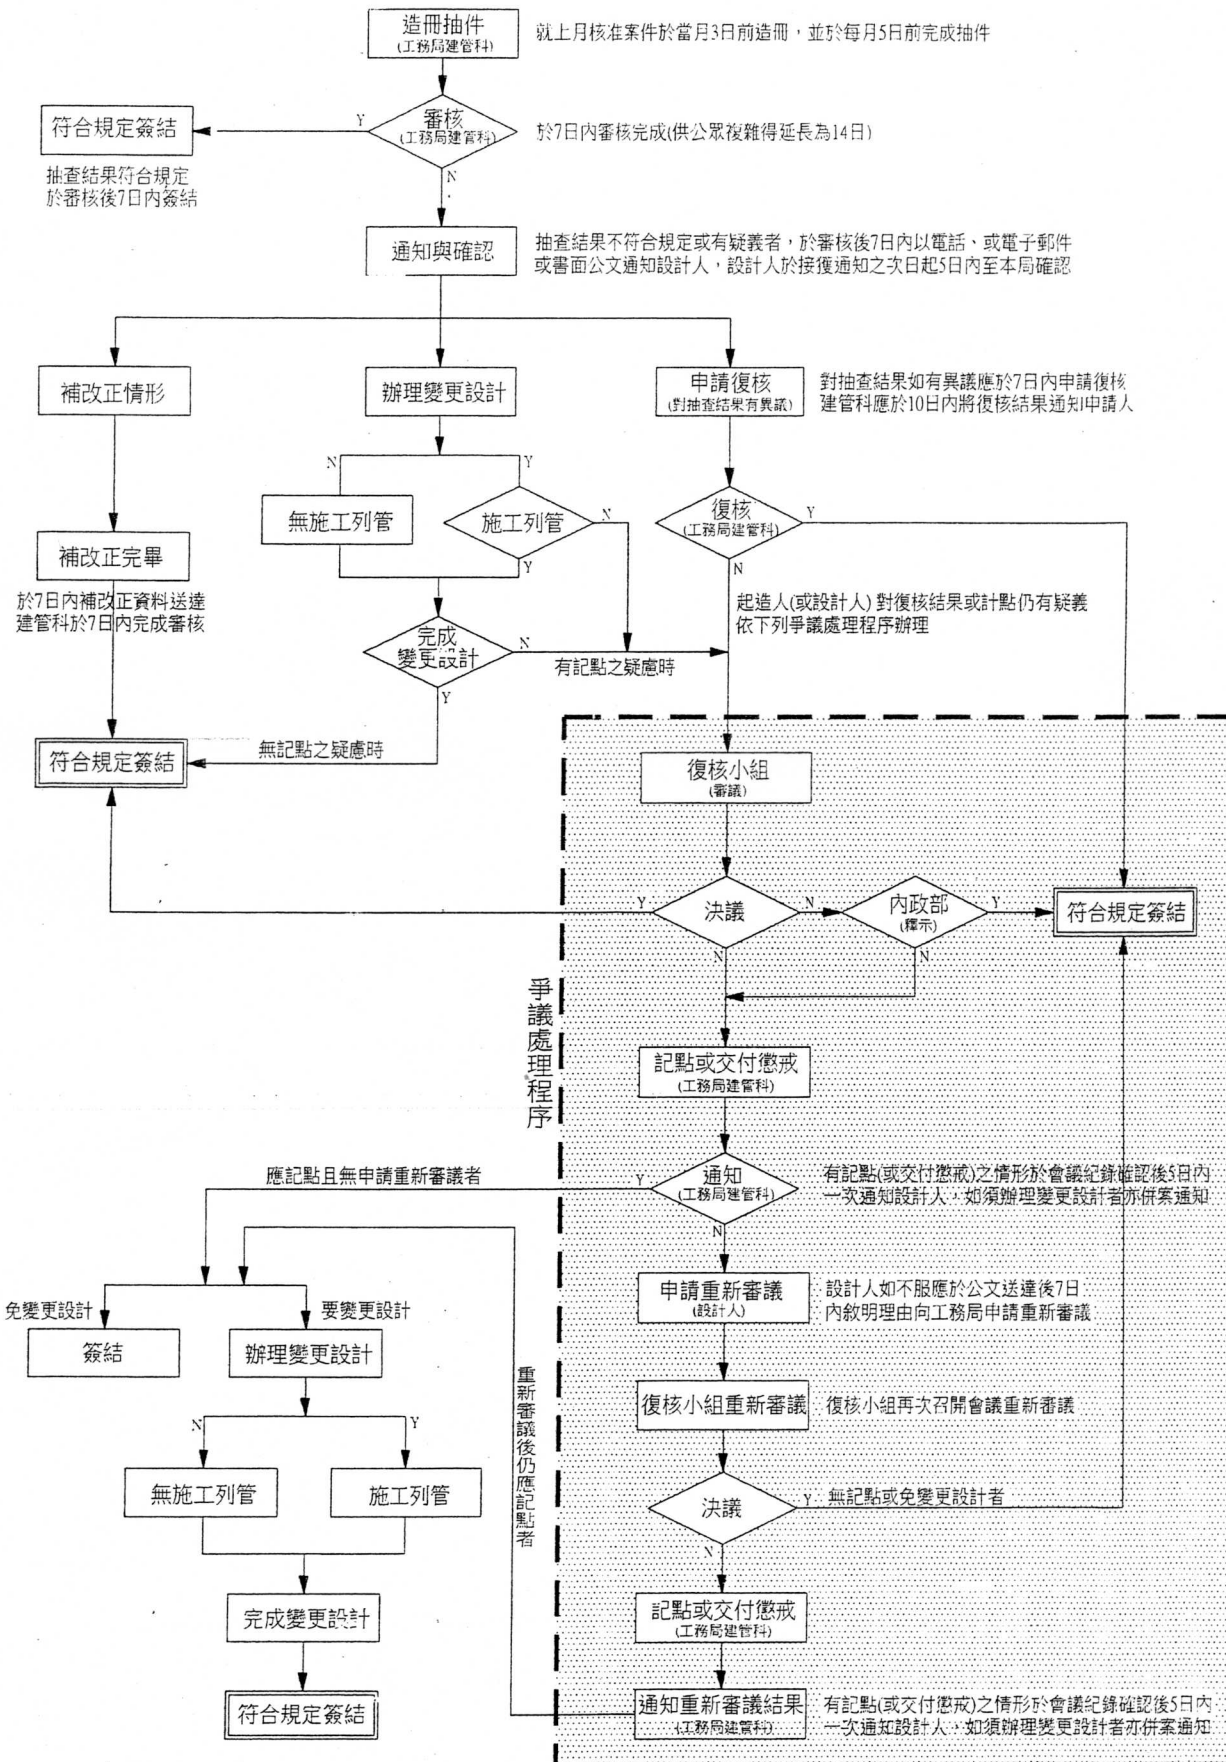 造冊抽件
(工務局建管科)
就上月核准案件於當月3日前造冊，並於每月5日前完成抽件
審核
(工務局建管科)
Y
符合規定簽結
於7日內審核完成(供公眾複雜得延長為14日)
抽查結果符合規定
於審核後7日內簽結
N
通知與確認
抽查結果不符合規定或有疑義者，於審核後7日內以電話、或電子郵件
或書面公文通知設計人，設計人於接獲通知之次日起5日內至本局確認
補改正情形
辦理變更設計
申請復核
(對抽查結果有異議)
對抽查結果如有異議應於7日內申請復核
建管科應於10日內將復核結果通知申請人
N
Y
無施工列管
施工列管
N
Y
復核
(工務局建管科)
Y
N
補改正完畢
於7日內補改正資料送達
建管科於7日內完成審核
起造人(或設計人) 對復核結果或計點仍有疑義
依下列爭議處理程序辦理
完成
變更設計
N
有記點之疑慮時
Y
無記點之疑慮時
符合規定簽結
復核小組
(審議)
Y
決議
N
內政部
(釋示)
Y
符合規定簽結
N
N
爭議處理程序
記點或交付懲戒
(工務局建管科)
應記點且無申請重新審議者
Y
通知
(工務局建管科)
有記點(或交付懲戒)之情形於會議紀錄確認後5日內
一次通知設計人，如須辦理變更設計者亦併案通知
N
申請重新審議
(設計人)
設計人如不服應於公文送達後7日
內敘明理由向工務局申請重新審議
免變更設計
要變更設計
簽結
辦理變更設計
重新審議後仍應記點者
復核小組重新審議
復核小組再次召開會議重新審議
N
Y
無施工列管
施工列管
決議
Y
無記點或免變更設計者
N
完成變更設計
記點或交付懲戒
(工務局建管科)
符合規定簽結
通知重新審議結果
(工務局建管科)
有記點(或交付懲戒)之情形於會議紀錄確認後5日內
一次通知設計人，如須辦理變更設計者亦併案通知